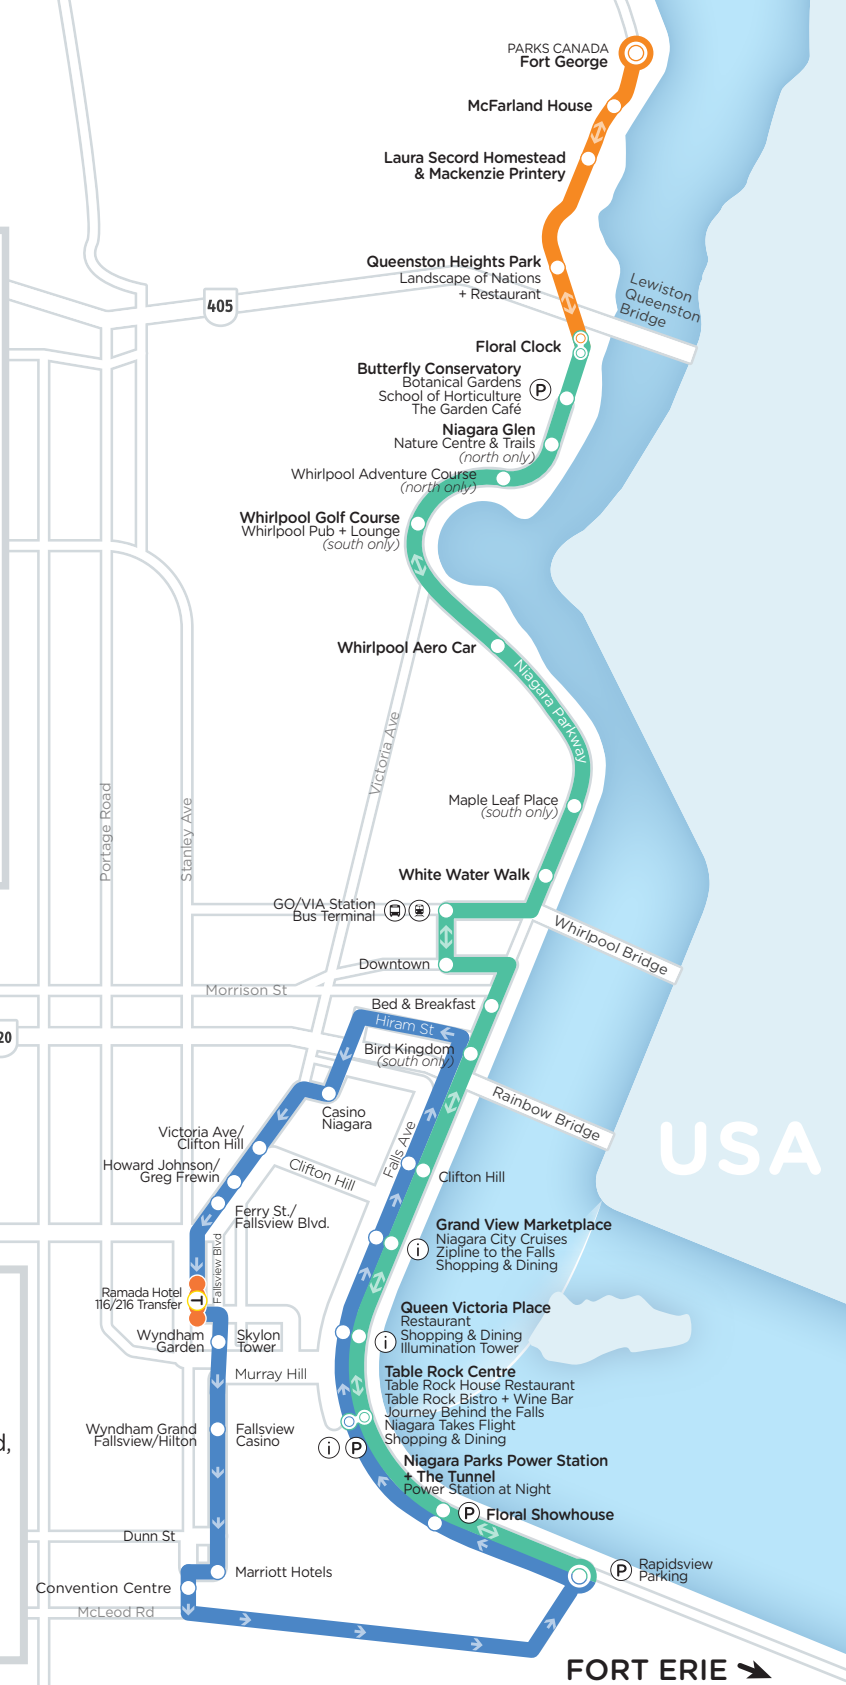 PARKS CANADA
Fort George
McFarland House
Laura Secord Homestead
& Mackenzie Printery
Queenston Heights Park
Landscape of Nations
+ Restaurant
Lewiston
Queenston
Bridge
405
Floral Clock
Butterfly Conservatory
Botanical Gardens
School of Horticulture
The Garden Café
P
Niagara Glen
Nature Centre & Trails
(north only)
Whirlpool Adventure Course
(north only)
Whirlpool Golf Course
Whirlpool Pub + Lounge
(south only)
Whirlpool Aero Car
Niagara Parkway
Victoria Ave
Portage Road
Stanley Ave
Maple Leaf Place
(south only)
White Water Walk
GO/VIA Station
Bus Terminal
Whirlpool Bridge
Downtown
Morrison St
Bed & Breakfast
20
Hiram St
Bird Kingdom
(south only)
Rainbow Bridge
Casino
Niagara
Victoria Ave/
Clifton Hill
Falls Ave
USA
Howard Johnson/
Greg Frewin
Clifton Hill
Clifton Hill
Ferry St./
Fallsview Blvd.
Grand View Marketplace
Niagara City Cruises
Zipline to the Falls
Shopping & Dining
i
Fallsview Blvd
Ramada Hotel
116/216 Transfer
T
Queen Victoria Place
Restaurant
Shopping & Dining
Illumination Tower
i
Wyndham
Garden
Skylon
Tower
Murray Hill
Table Rock Centre
Table Rock House Restaurant
Table Rock Bistro + Wine Bar
Journey Behind the Falls
Niagara Takes Flight
Shopping & Dining
i P
Wyndham Grand
Fallsview/Hilton
Fallsview
Casino
d,
Niagara Parks Power Station
+ The Tunnel
Power Station at Night
P
Floral Showhouse
Dunn St
Marriott Hotels
Convention Centre
McLeod Rd
P
Rapidsview
Parking
FORT ERIE